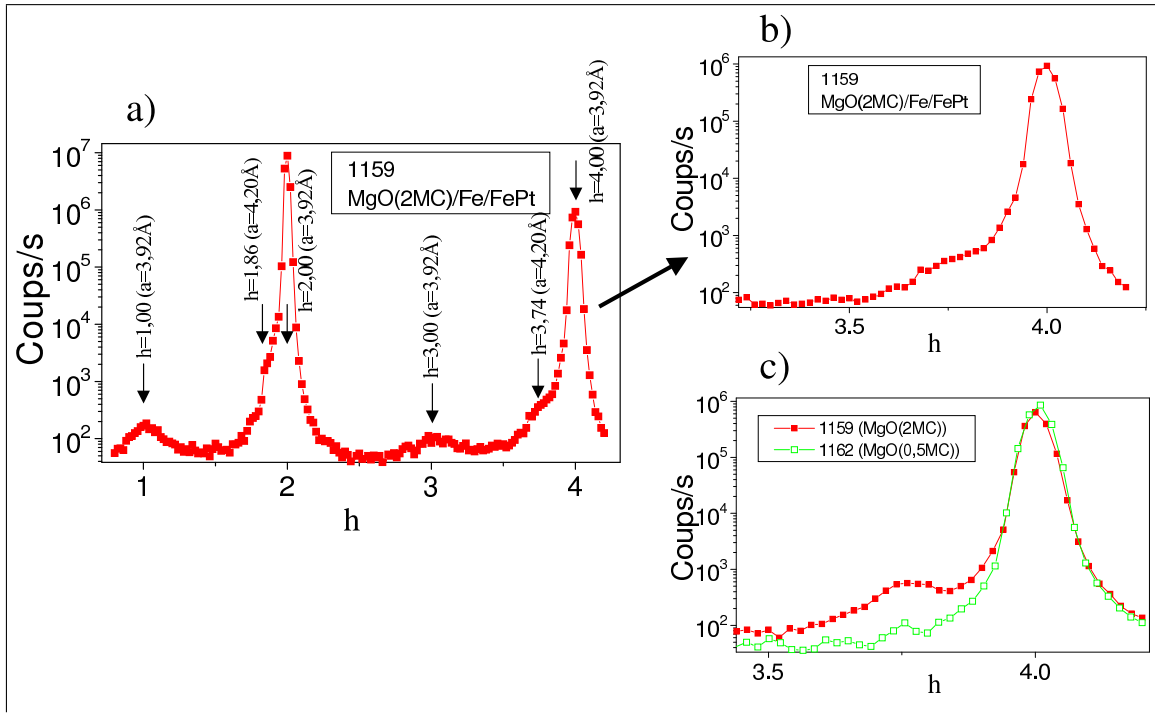 a)
1159
MgO(2MC)/Fe/FePt
h=1,00 (a=3,92Å)
h=1,86 (a=4,20Å)
h=2,00 (a=3,92Å)
h=3,00 (a=3,92Å)
h=3,74 (a=4,20Å)
h=4,00 (a=3,92Å)
Coups/s
10^7
10^6
10^5
10^4
10^3
10^2
1 2 3 4
h
b)
1159
MgO(2MC)/Fe/FePt
Coups/s
10^6
10^5
10^4
10^3
10^2
3.5 4.0
h
c)
1159 (MgO(2MC))
1162 (MgO(0,5MC))
Coups/s
10^6
10^5
10^4
10^3
10^2
3.5 4.0
h